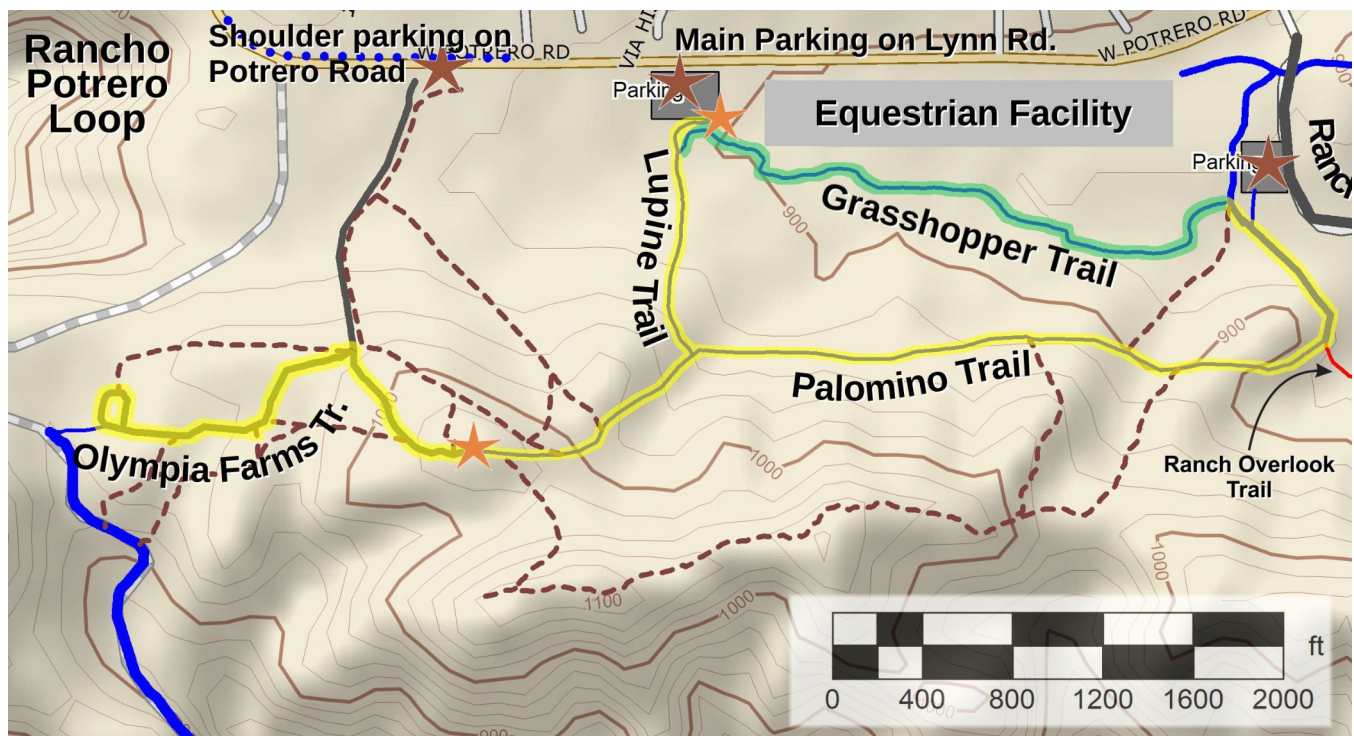 Rancho
Potrero
Loop
Shoulder parking on
Potrero Road
W POTRERO RD
Main Parking on Lynn Rd.
W. POTRERO RD
Parking
Equestrian Facility
Parking
Lupine Trail
Grasshopper Trail
900
Palomino Trail
900
Olympia Farms Tr.
Ranch Overlook
Trail
1000
1000
1100
1000
ft
0 400 800 1200 1600 2000